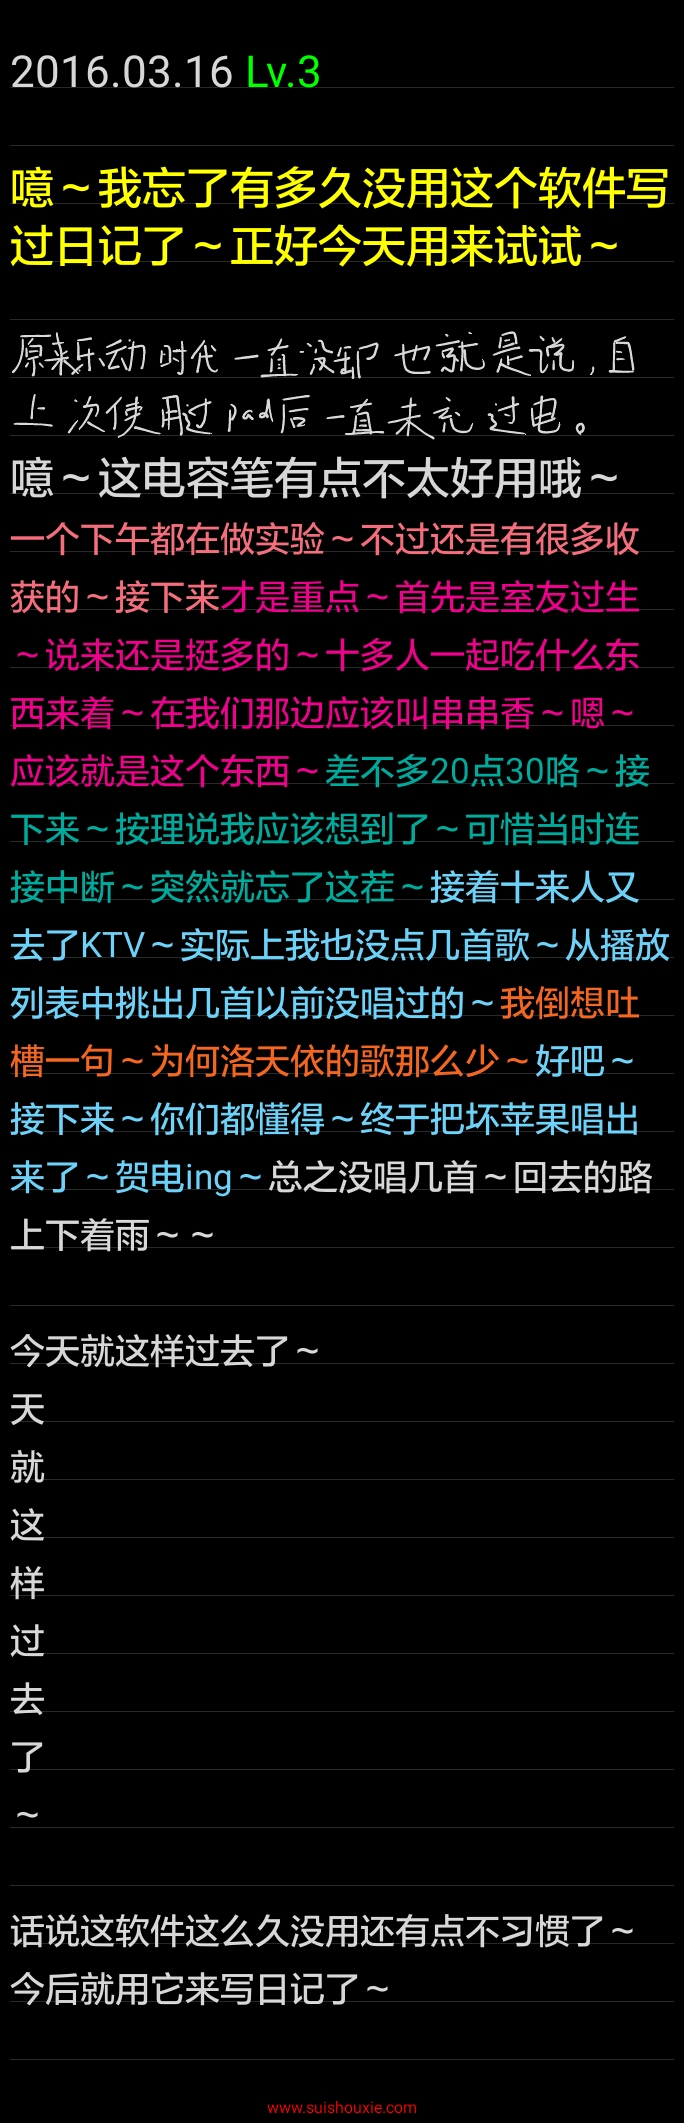 2016.03.16 Lv.3
噫～我忘了有多久没用这个软件写
过日记了～正好今天用来试试～
原来乐动时代一直没卸 也就是说，自
上次使用过pad后一直未充过电。
噫～这电容笔有点不太好用哦～
一个下午都在做实验～不过还是有很多收
获的～接下来才是重点～首先是室友过生
～说来还是挺多的～十多人一起吃什么东
西来着～在我们那边应该叫串串香～嗯～
应该就是这个东西～差不多20点30咯～接
下来～按理说我应该想到了～可惜当时连
接中断～突然就忘了这茬～接着十来人又
去了KTV～实际上我也没点几首歌～从播放
列表中挑出几首以前没唱过的～我倒想吐
槽一句～为何洛天依的歌那么少～好吧～
接下来～你们都懂得～终于把坏苹果唱出
来了～贺电ing～总之没唱几首～回去的路
上下着雨～～
今天就这样过去了～
天
就
这
样
过
去
了
～
话说这软件这么久没用还有点不习惯了～
今后就用它来写日记了～
www.suishouxie.com